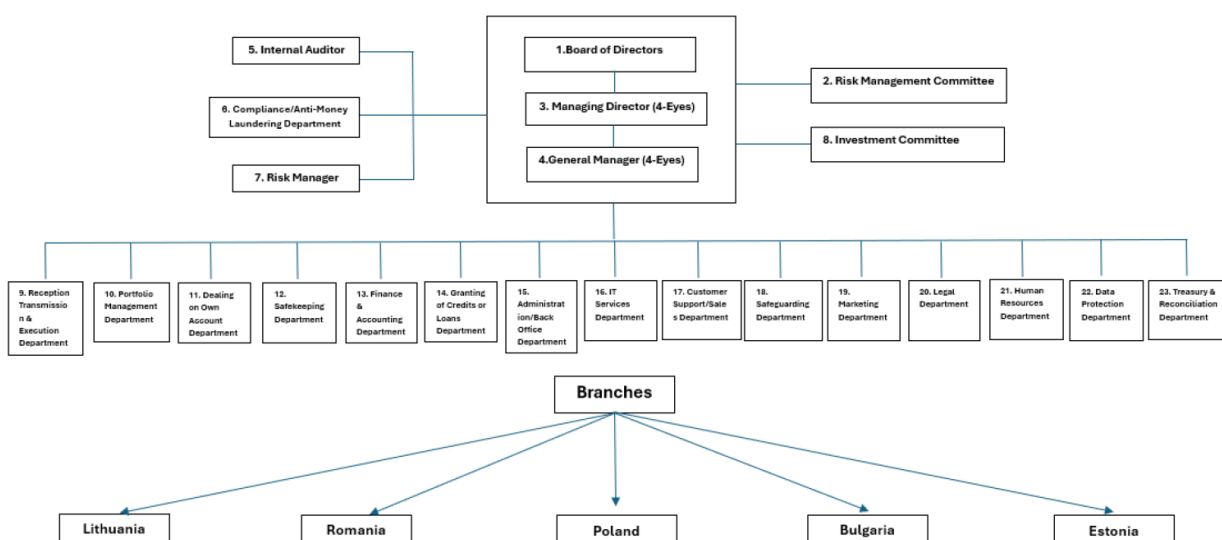 1.Board of Directors
5. Internal Auditor
2. Risk Management Committee
3. Managing Director (4-Eyes)
6. Compliance/Anti-Money
Laundering Department
8. Investment Committee
4.General Manager (4-Eyes)
7. Risk Manager
9. Reception
Transmissio
n &
Execution
Department
10. Portfolio
Management
Department
11. Dealing
on Own
Account
Department
12.
Safekeeping
Department
13. Finance
&
Accounting
Department
14. Granting
of Credits or
Loans
Department
15.
Administrat
ion/Back
Office
Department
16. IT
Services
Department
17. Customer
Support/Sale
s Department
18.
Safeguarding
Department
19.
Marketing
Department
20. Legal
Department
21. Human
Resources
Department
22. Data
Protection
Department
23. Treasury &
Reconciliation
Department
Branches
Lithuania
Romania
Poland
Bulgaria
Estonia